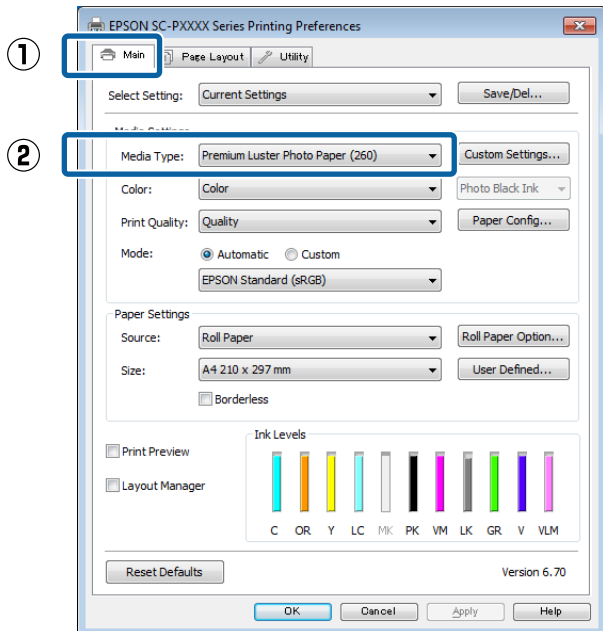 EPSON SC-PXXXX Series Printing Preferences
① Main Page Layout Utility
Select Setting: Current Settings Save/Del...
Media Settings
② Media Type: Premium Luster Photo Paper (260) Custom Settings...
Color: Color Photo Black Ink
Print Quality: Quality Paper Config...
Mode: Automatic Custom
EPSON Standard (sRGB)
Paper Settings
Source: Roll Paper Roll Paper Option...
Size: A4 210 x 297 mm User Defined...
Borderless
Ink Levels
Print Preview
Layout Manager
C OR Y LC MK PK VM LK GR V VLM
Reset Defaults Version 6.70
OK Cancel Apply Help